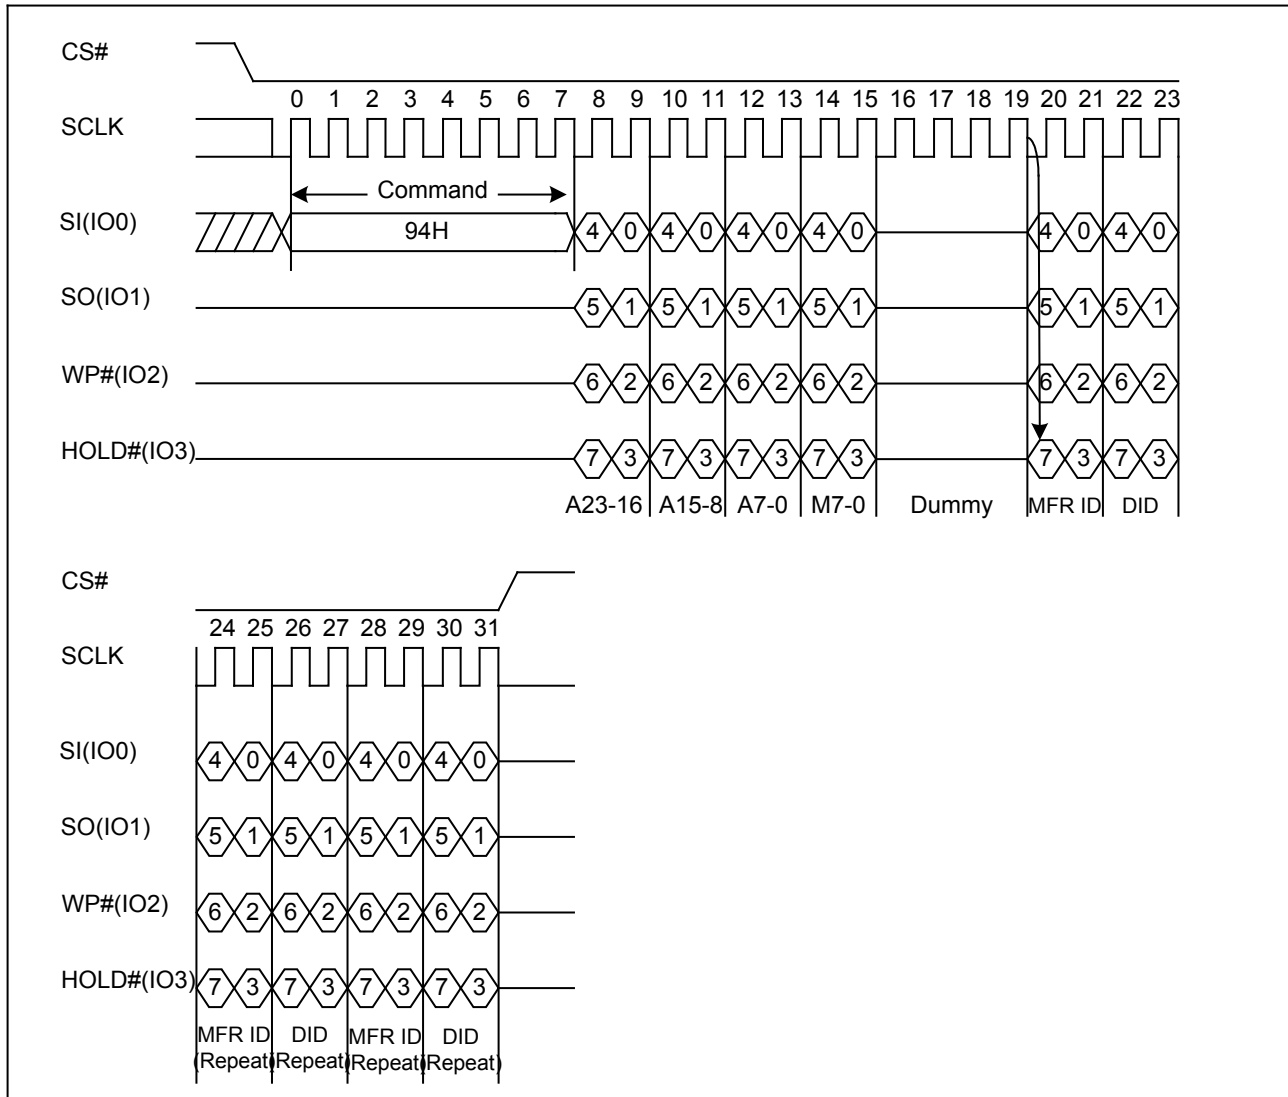 CS#
0 1 2 3 4 5 6 7 8 9 10 11 12 13 14 15 16 17 18 19 20 21 22 23
SCLK
Command
SI(IO0) 94H 4 0 4 0 4 0 4 0 4 0 4 0
SO(IO1) 5 1 5 1 5 1 5 1 5 1 5 1
WP#(IO2) 6 2 6 2 6 2 6 2 6 2 6 2
HOLD#(IO3) 7 3 7 3 7 3 7 3 7 3 7 3
A23-16 A15-8 A7-0 M7-0 Dummy MFR ID DID
CS#
24 25 26 27 28 29 30 31
SCLK
SI(IO0) 4 0 4 0 4 0 4 0
SO(IO1) 5 1 5 1 5 1 5 1
WP#(IO2) 6 2 6 2 6 2 6 2
HOLD#(IO3) 7 3 7 3 7 3 7 3
MFR ID DID MFR ID DID
(Repeat) (Repeat) (Repeat) (Repeat)